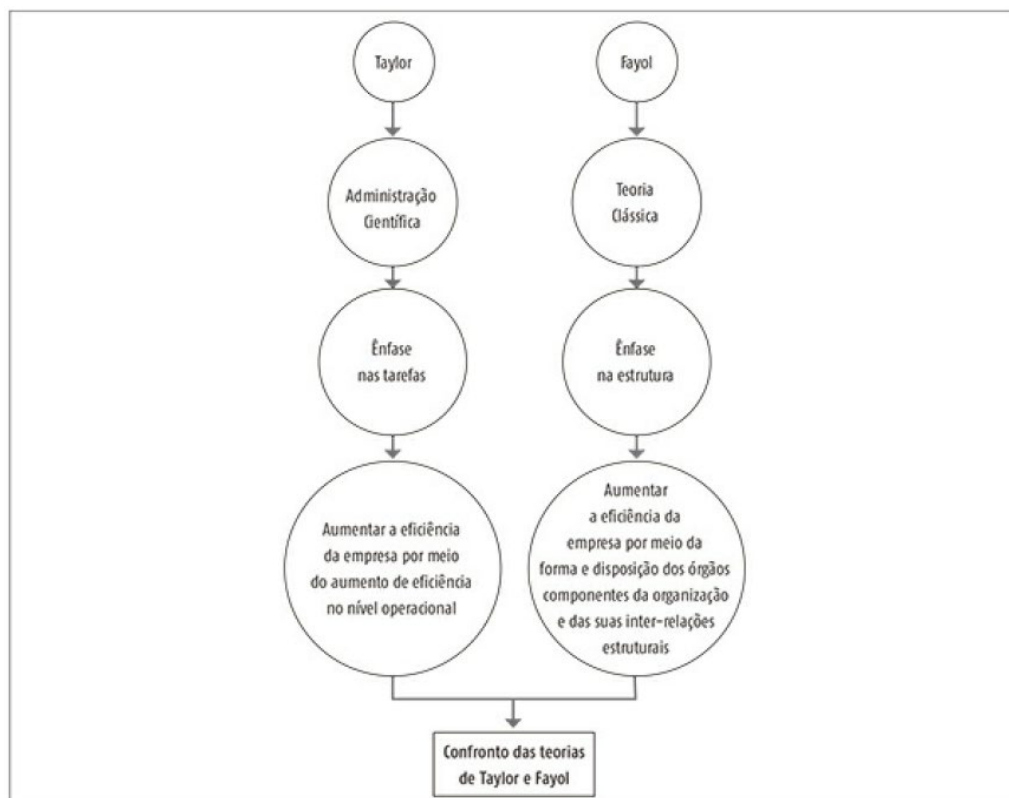 Taylor
Administração
Científica
Ênfase
nas tarefas
Aumentar a eficiência
da empresa por meio
do aumento de eficiência
no nível operacional
Fayol
Teoria
Clássica
Ênfase
na estrutura
Aumentar
a eficiência da
empresa por meio da
forma e disposição dos órgãos
componentes da organização
e das suas inter-relações
estruturais
Confronto das teorias
de Taylor e Fayol